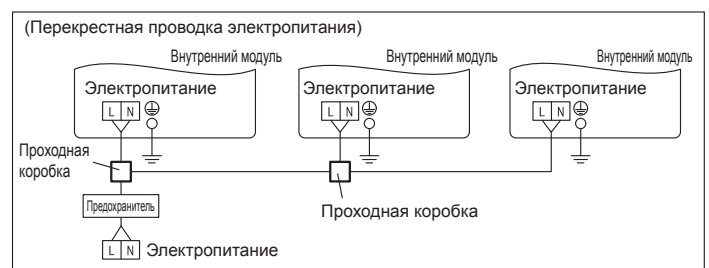 (Перекрестная проводка электропитания)
Внутренний модуль Внутренний модуль Внутренний модуль
Электропитание Электропитание Электропитание
L N L N L N
Проходная
коробка
Предохранитель
Проходная коробка
L N Электропитание